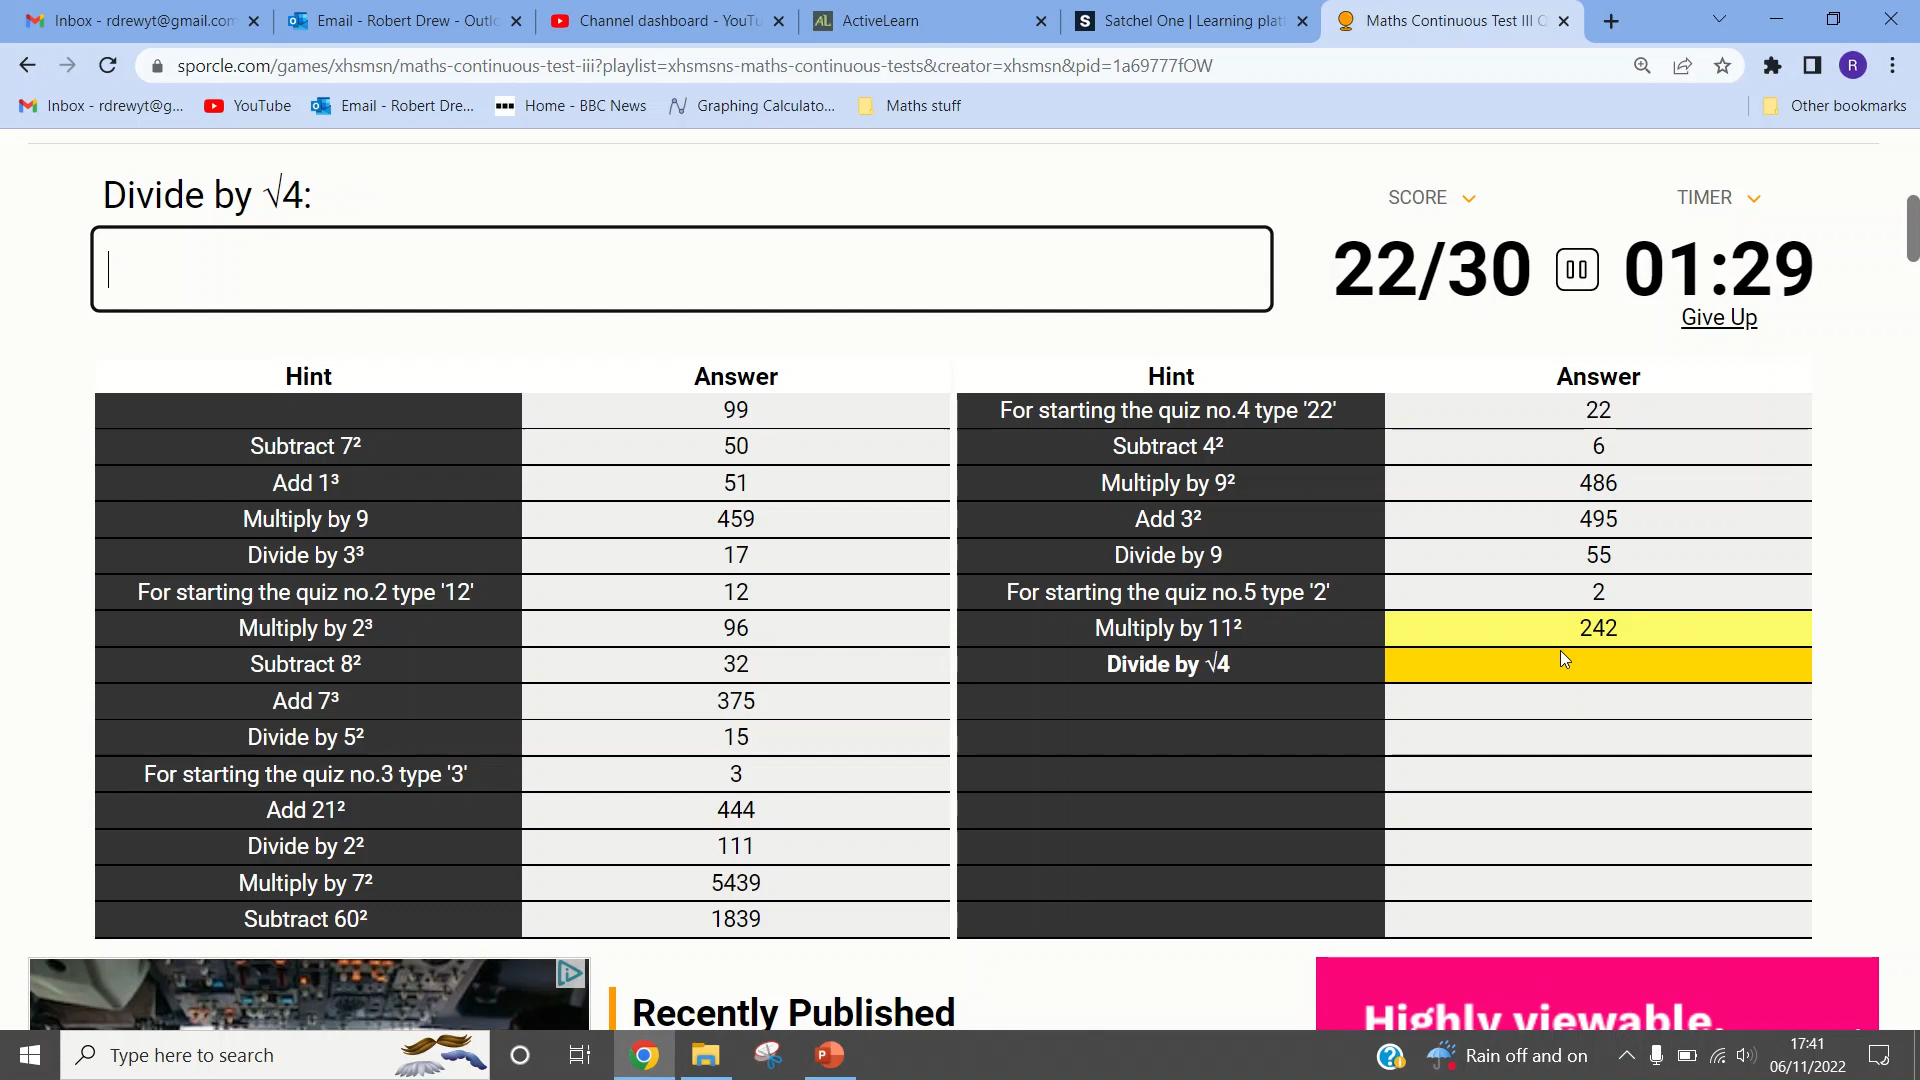 Inbox - rdrewyt@gmail.com
Email - Robert Drew - Outlo
Channel dashboard - YouTu
ActiveLearn
Satchel One | Learning plat
Maths Continuous Test III Q
sporcle.com/games/xhsmsn/maths-continuous-test-iii?playlist=xhsmsns-maths-continuous-tests&creator=xhsmsn&pid=1a69777fOW
R
Inbox - rdrewyt@g...
YouTube
Email - Robert Dre...
Home - BBC News
Graphing Calculato...
Maths stuff
Other bookmarks
Divide by √4:
SCORE
TIMER
22/30
01:29
Give Up
Hint Answer Hint Answer
99 For starting the quiz no.4 type '22' 22
Subtract 7² 50 Subtract 4² 6
Add 1³ 51 Multiply by 9² 486
Multiply by 9 459 Add 3² 495
Divide by 3³ 17 Divide by 9 55
For starting the quiz no.2 type '12' 12 For starting the quiz no.5 type '2' 2
Multiply by 2³ 96 Multiply by 11² 242
Subtract 8² 32 Divide by √4
Add 7³ 375
Divide by 5² 15
For starting the quiz no.3 type '3' 3
Add 21² 444
Divide by 2² 111
Multiply by 7² 5439
Subtract 60² 1839
Recently Published
Highly viewable.
Type here to search
Rain off and on
17:41
06/11/2022